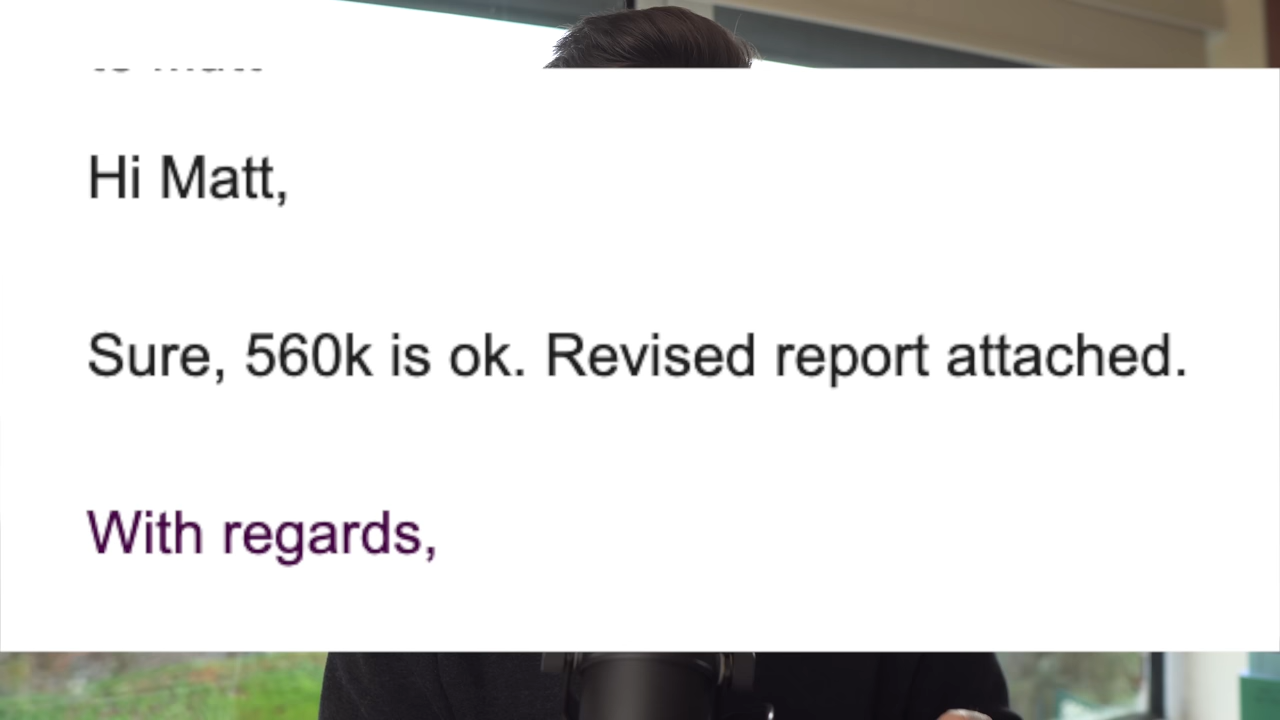 Hi Matt,
Sure, 560k is ok. Revised report attached.
With regards,